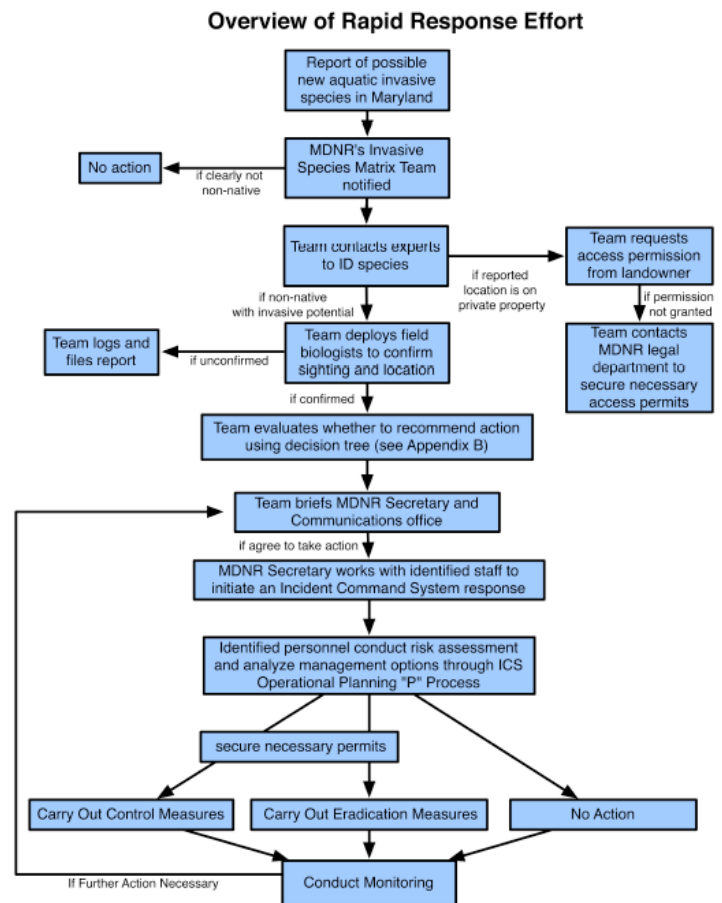 Overview of Rapid Response Effort
Report of possible
new aquatic invasive
species in Maryland
MDNR's Invasive
Species Matrix Team
notified
No action
if clearly not
non-native
Team contacts experts
to ID species
Team requests
access permission
from landowner
if reported
location is on
private property
if permission
not granted
Team contacts
MDNR legal
department to
secure necessary
access permits
if non-native
with invasive potential
Team deploys field
biologists to confirm
sighting and location
Team logs and
files report
if unconfirmed
if confirmed
Team evaluates whether to recommend action
using decision tree (see Appendix B)
Team briefs MDNR Secretary and
Communications office
if agree to take action
MDNR Secretary works with identified staff to
initiate an Incident Command System response
Identified personnel conduct risk assessment
and analyze management options through ICS
Operational Planning "P" Process
secure necessary permits
Carry Out Control Measures
Carry Out Eradication Measures
No Action
If Further Action Necessary
Conduct Monitoring